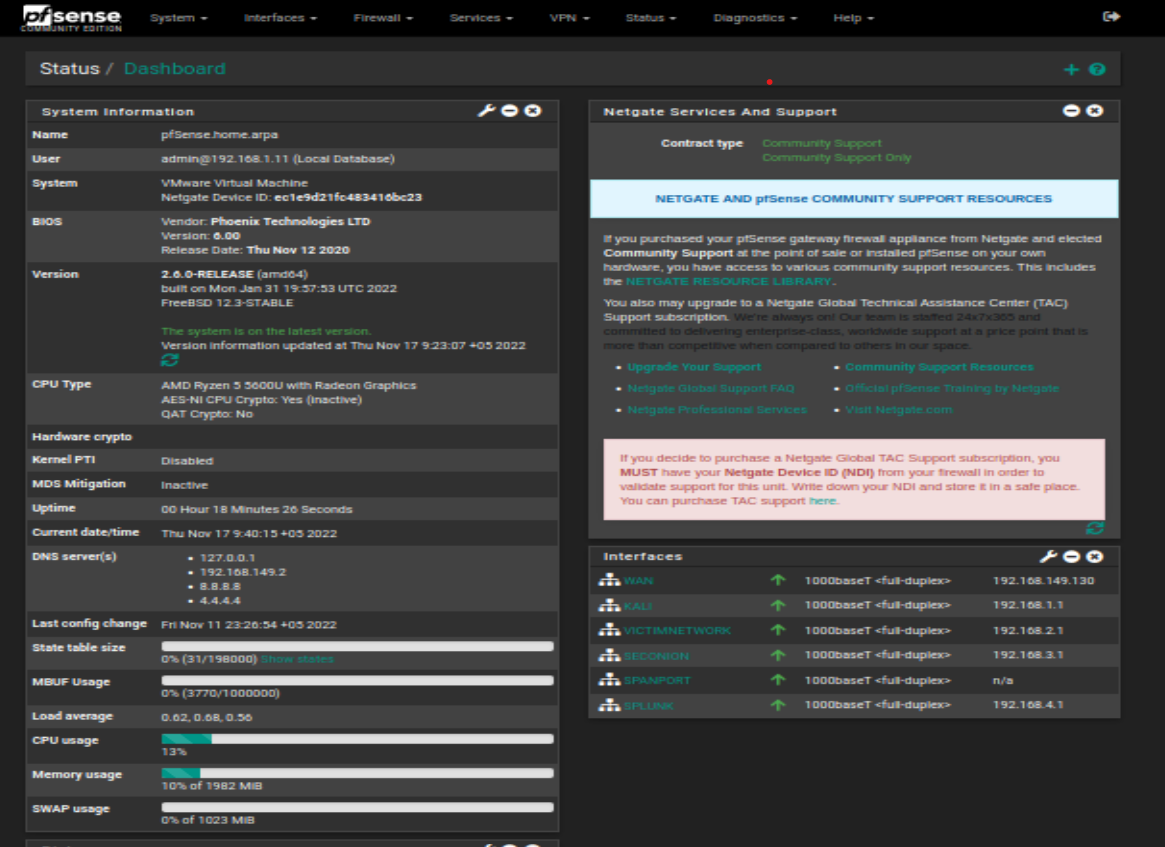 pfsense
COMMUNITY EDITION
System Interfaces Firewall Services VPN Status Diagnostics Help
Status / Dashboard
System Information
Name pfSense.home.arpa
User admin@192.168.1.11 (Local Database)
System VMware Virtual Machine
Netgate Device ID: ec1e9d21fc483416bc23
BIOS Vendor: Phoenix Technologies LTD
Version: 6.00
Release Date: Thu Nov 12 2020
Version 2.6.0-RELEASE (amd64)
built on Mon Jan 31 19:57:53 UTC 2022
FreeBSD 12.3-STABLE
The system is on the latest version.
Version information updated at Thu Nov 17 9:23:07 +05 2022
CPU Type AMD Ryzen 5 5600U with Radeon Graphics
AES-NI CPU Crypto: Yes (inactive)
QAT Crypto: No
Hardware crypto
Kernel PTI Disabled
MDS Mitigation Inactive
Uptime 00 Hour 18 Minutes 26 Seconds
Current date/time Thu Nov 17 9:40:15 +05 2022
DNS server(s) • 127.0.0.1
• 192.168.149.2
• 8.8.8.8
• 4.4.4.4
Last config change Fri Nov 11 23:26:54 +05 2022
State table size
0% (31/198000) Show states
MBUF Usage
0% (3770/1000000)
Load average 0.62, 0.68, 0.56
CPU usage
13%
Memory usage
10% of 1982 MiB
SWAP usage
0% of 1023 MiB
Netgate Services And Support
Contract type Community Support
Community Support Only
NETGATE AND pfSense COMMUNITY SUPPORT RESOURCES
If you purchased your pfSense gateway firewall appliance from Netgate and elected
Community Support at the point of sale or installed pfSense on your own
hardware, you have access to various community support resources. This includes
the NETGATE RESOURCE LIBRARY.
You also may upgrade to a Netgate Global Technical Assistance Center (TAC)
Support subscription. We're always on! Our team is staffed 24x7x365 and
committed to delivering enterprise-class, worldwide support at a price point that is
more than competitive when compared to others in our space.
• Upgrade Your Support • Community Support Resources
• Netgate Global Support FAQ • Official pfSense Training by Netgate
• Netgate Professional Services • Visit Netgate.com
If you decide to purchase a Netgate Global TAC Support subscription, you
MUST have your Netgate Device ID (NDI) from your firewall in order to
validate support for this unit. Write down your NDI and store it in a safe place.
You can purchase TAC support here.
Interfaces
WAN 1000baseT <full-duplex> 192.168.149.130
KALI 1000baseT <full-duplex> 192.168.1.1
VICTIMNETWORK 1000baseT <full-duplex> 192.168.2.1
SECONION 1000baseT <full-duplex> 192.168.3.1
SPANPORT 1000baseT <full-duplex> n/a
SPLUNK 1000baseT <full-duplex> 192.168.4.1